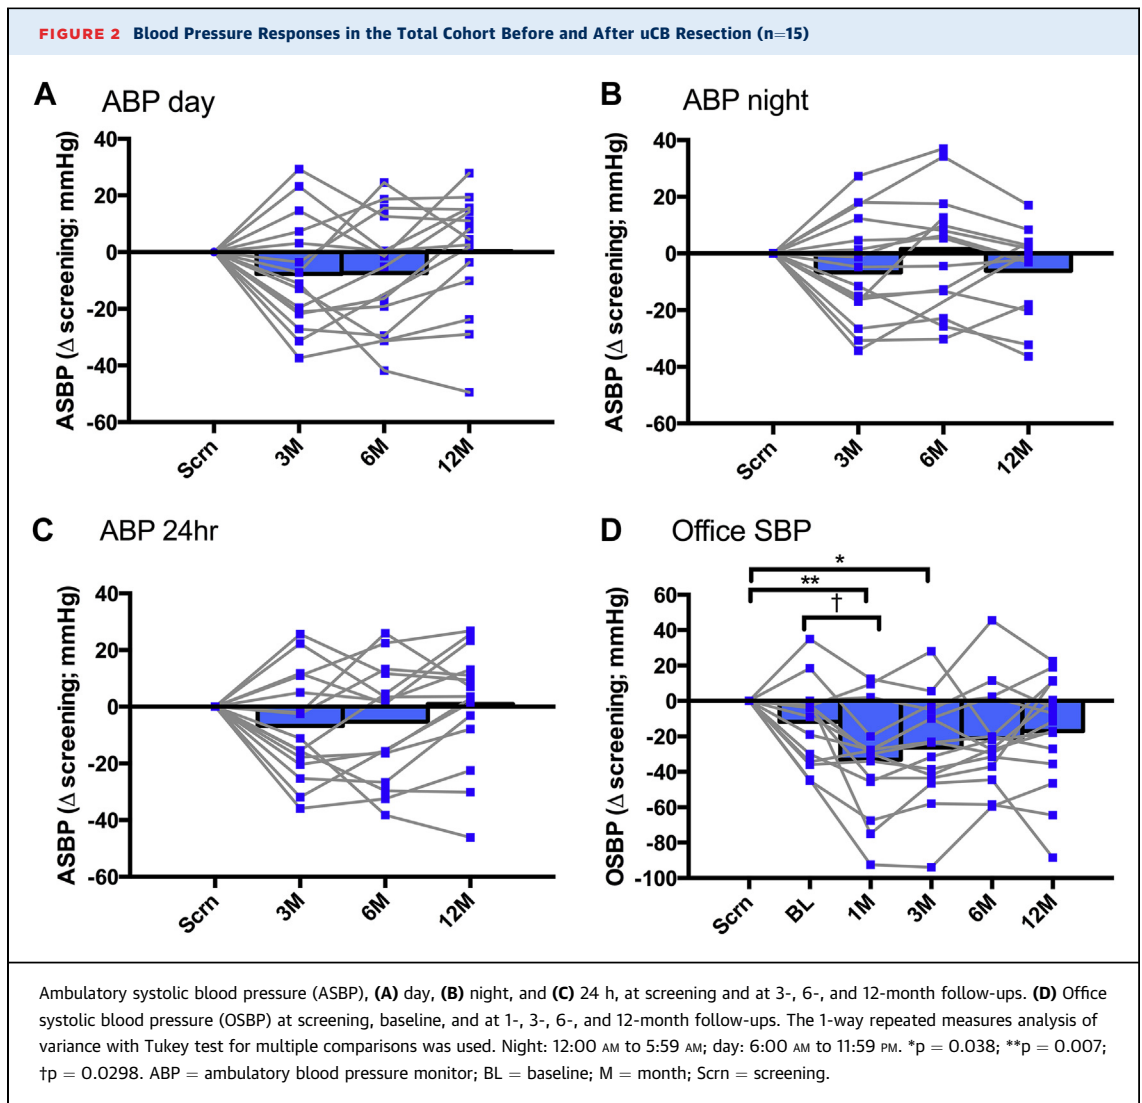 FIGURE 2 Blood Pressure Responses in the Total Cohort Before and After uCB Resection (n=15)
A ABP day
ASBP (Δ screening; mmHg)
40
20
0
-20
-40
-60
Scrn 3M 6M 12M
B ABP night
ASBP (Δ screening; mmHg)
40
20
0
-20
-40
-60
Scrn 3M 6M 12M
C ABP 24hr
ASBP (Δ screening; mmHg)
40
20
0
-20
-40
-60
Scrn 3M 6M 12M
D Office SBP
*
**
†
OSBP (Δ screening; mmHg)
60
40
20
0
-20
-40
-60
-80
-100
Scrn BL 1M 3M 6M 12M
Ambulatory systolic blood pressure (ASBP), (A) day, (B) night, and (C) 24 h, at screening and at 3-, 6-, and 12-month follow-ups. (D) Office
systolic blood pressure (OSBP) at screening, baseline, and at 1-, 3-, 6-, and 12-month follow-ups. The 1-way repeated measures analysis of
variance with Tukey test for multiple comparisons was used. Night: 12:00 AM to 5:59 AM; day: 6:00 AM to 11:59 PM. *p = 0.038; **p = 0.007;
†p = 0.0298. ABP = ambulatory blood pressure monitor; BL = baseline; M = month; Scrn = screening.